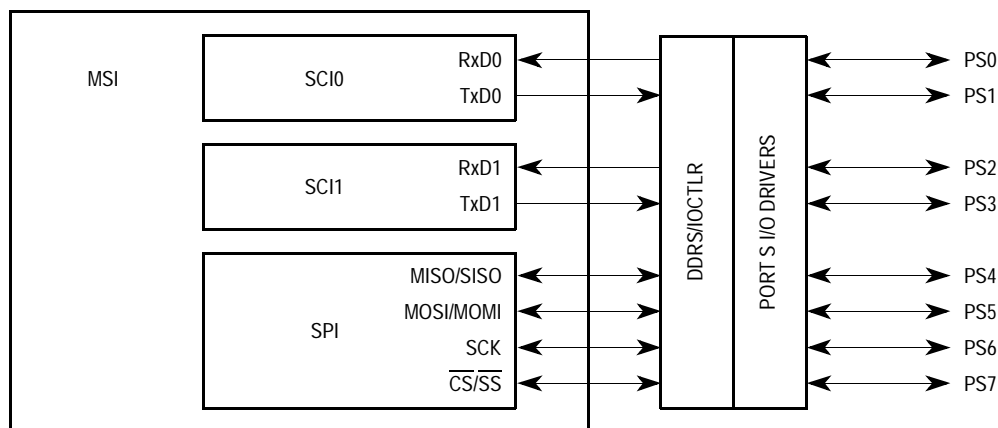 MSI
SCI0
RxD0
TxD0
SCI1
RxD1
TxD1
SPI
MISO/SISO
MOSI/MOMI
SCK
CS/SS
DDRS/IOCTLR
PORT S I/O DRIVERS
PS0
PS1
PS2
PS3
PS4
PS5
PS6
PS7